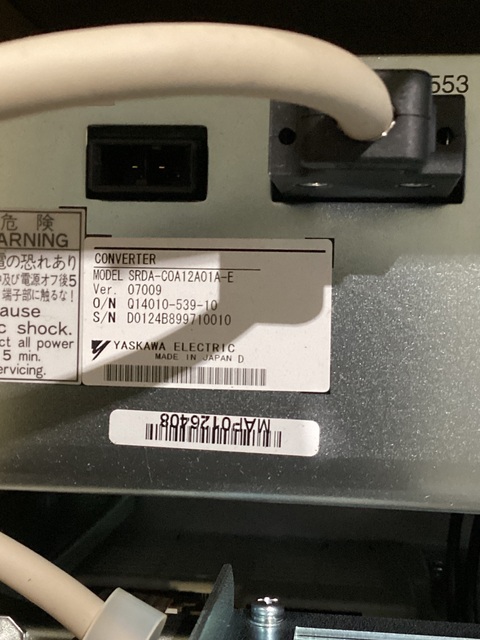 553
危 険
WARNING
電の恐れあり
及び電源オフ後5
端子部に触るな!
cause
ic shock.
ct all power
5 min.
ervicing.
CONVERTER
MODEL SRDA-COA12A01A-E
Ver. 07009
O/N Q14010-539-10
S/N D0124B899710010
YASKAWA ELECTRIC
MADE IN JAPAN D
MAP0126408